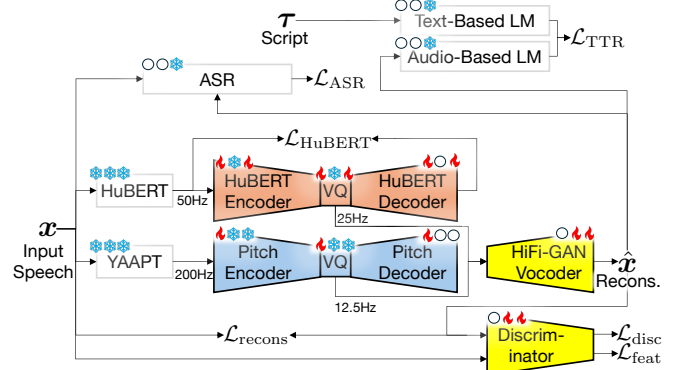 τ
Script
Text-Based LM
Audio-Based LM
ℒTTR
ASR
ℒASR
ℒHuBERT
HuBERT
50Hz
HuBERT
Encoder
VQ
HuBERT
Decoder
25Hz
x
Input
Speech
YAAPT
200Hz
Pitch
Encoder
VQ
Pitch
Decoder
12.5Hz
HiFi-GAN
Vocoder
x̂
Recons.
ℒrecons
Discrim-
inator
ℒdisc
ℒfeat